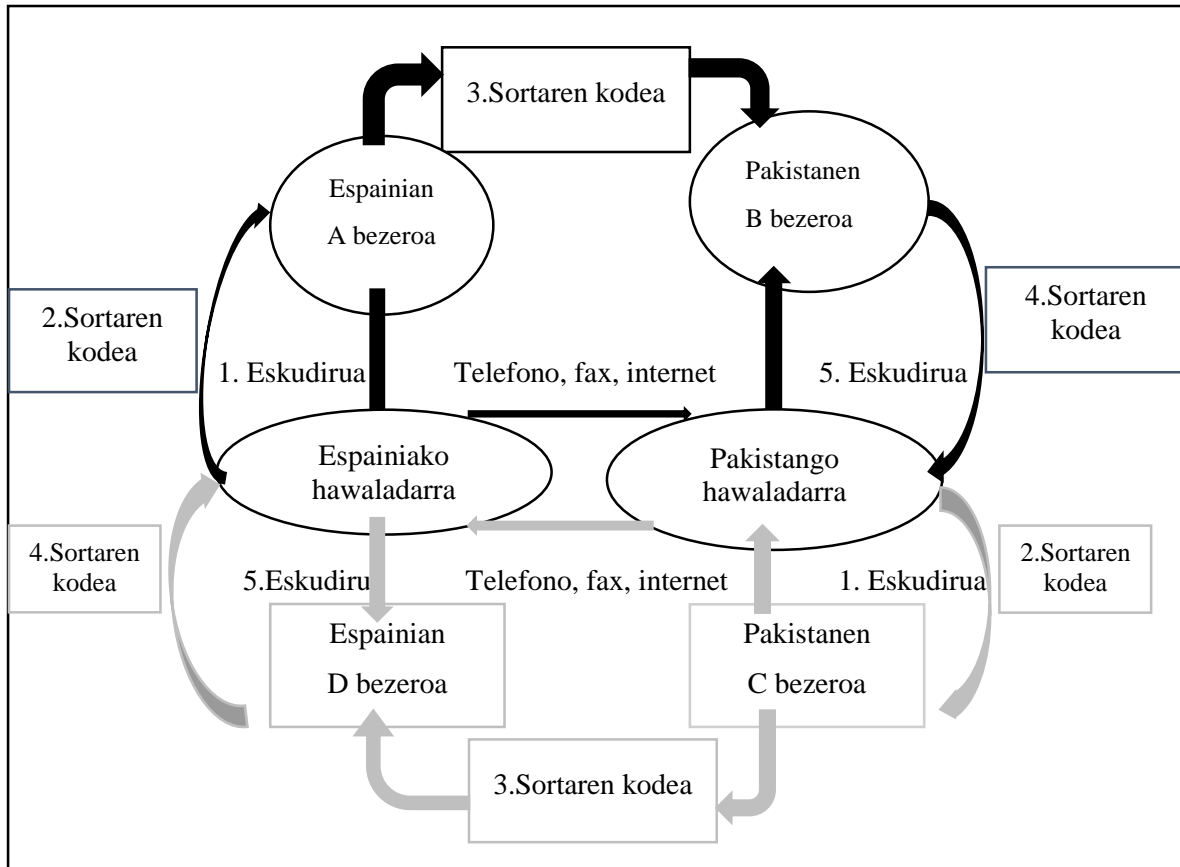 3.Sortaren kodea
Espainian
A bezeroa
Pakistanen
B bezeroa
2.Sortaren
kodea
4.Sortaren
kodea
1. Eskudirua
Telefono, fax, internet
5. Eskudirua
Espainiako
hawaladarra
Pakistango
hawaladarra
4.Sortaren
kodea
2.Sortaren
kodea
5.Eskudirua
Telefono, fax, internet
1. Eskudirua
Espainian
D bezeroa
Pakistanen
C bezeroa
3.Sortaren kodea